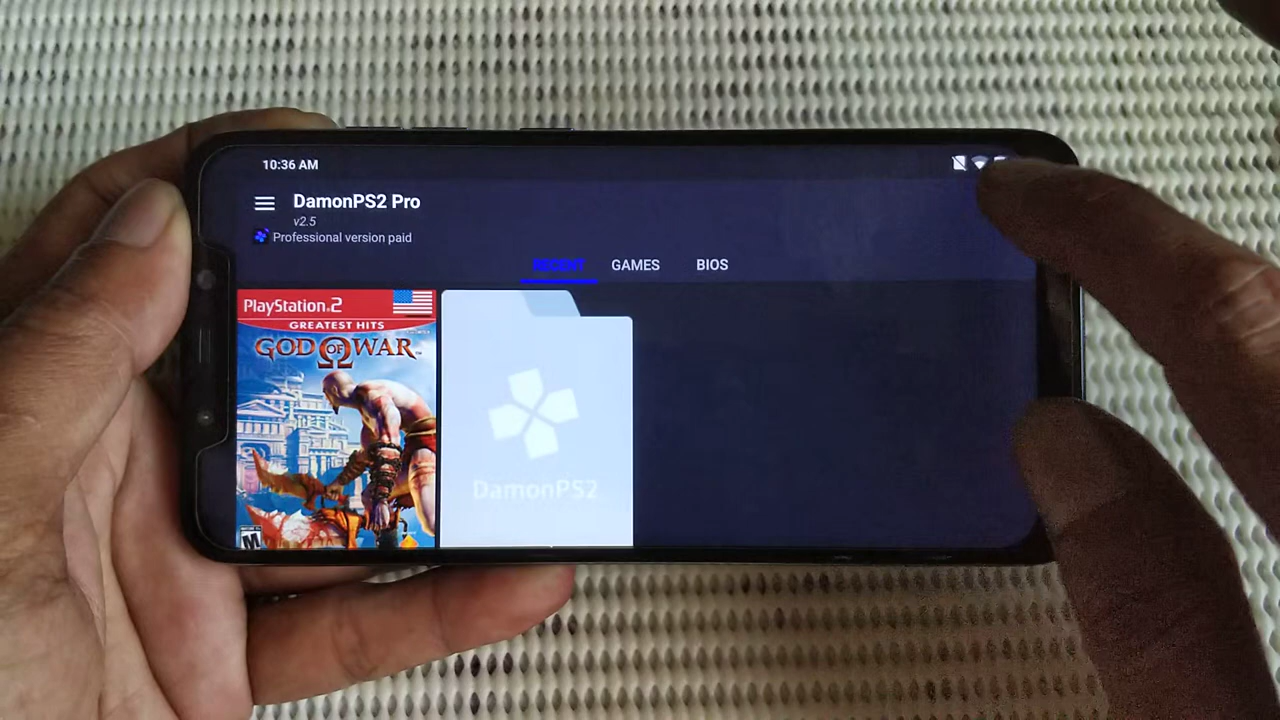 10:36 AM
DamonPS2 Pro
v2.5
Professional version paid
RECENT GAMES BIOS
PlayStation.2
GREATEST HITS
GOD OF WAR
M
DamonPS2